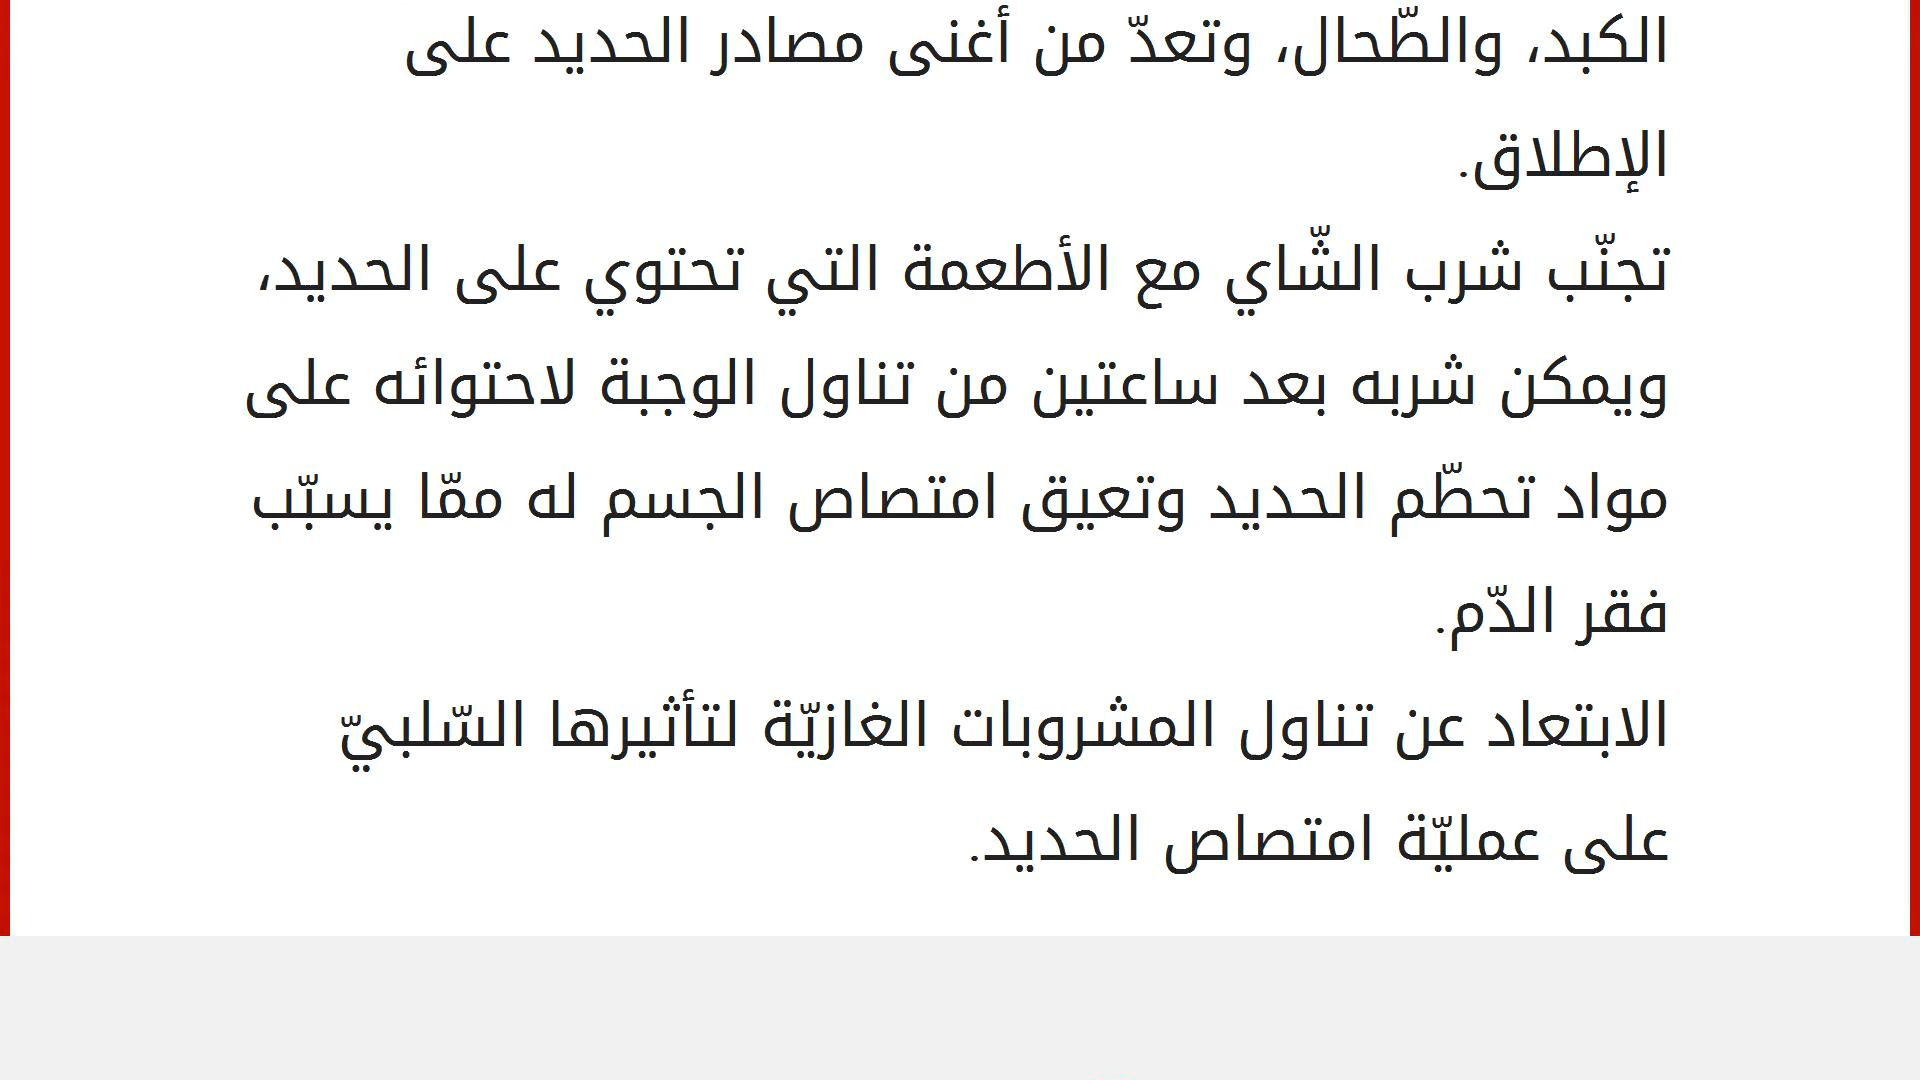 الكبد، والطّحال، وتعدّ من أغنى مصادر الحديد على
الإطلاق.
تجنّب شرب الشّاي مع الأطعمة التي تحتوي على الحديد،
ويمكن شربه بعد ساعتين من تناول الوجبة لاحتوائه على
مواد تحطّم الحديد وتعيق امتصاص الجسم له ممّا يسبّب
فقر الدّم.
الابتعاد عن تناول المشروبات الغازيّة لتأثيرها السّلبيّ
على عمليّة امتصاص الحديد.